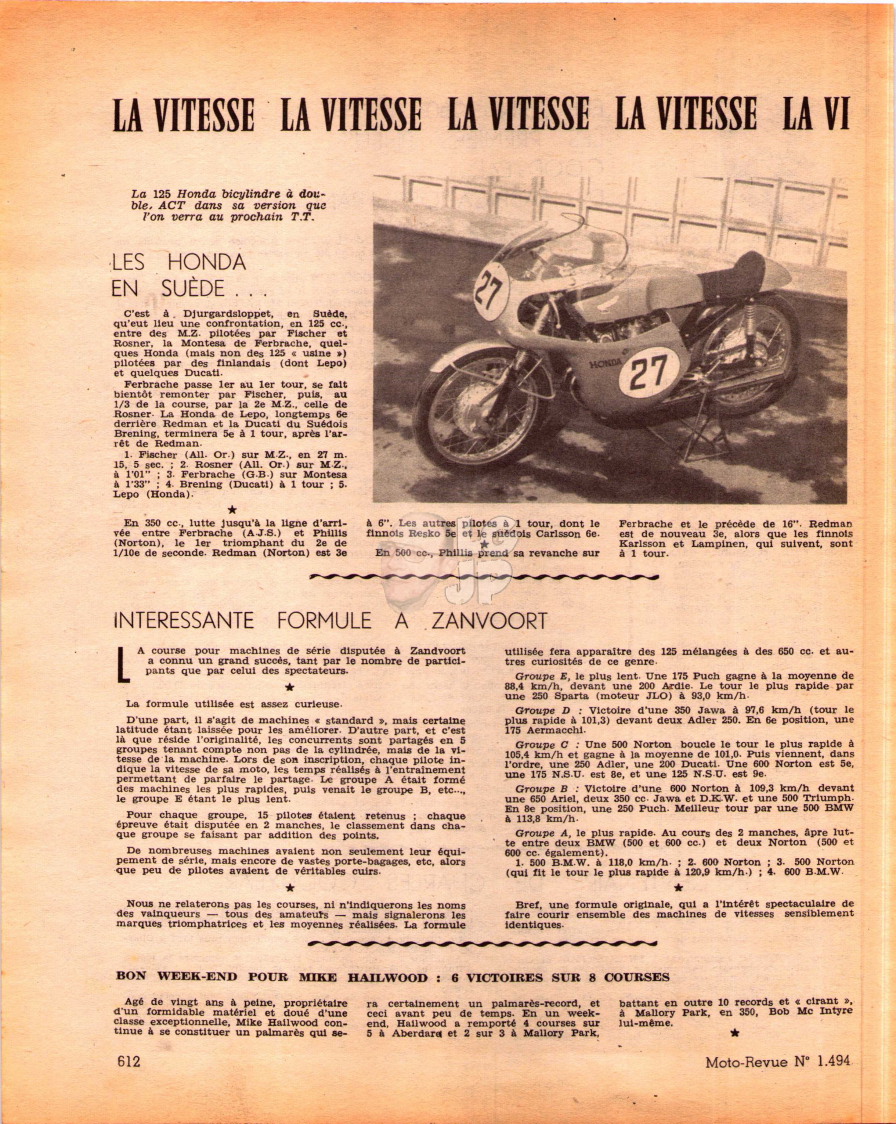 LA VITESSE LA VITESSE LA VITESSE LA VITESSE LA VI
La 125 Honda bicylindre à dou-
ble. ACT dans sa version que
l'on verra au prochain T.T.
27
HONDA
27
LES HONDA
EN SUÈDE . . .
C'est à Djurgardsloppet, en Suède,
qu'eut lieu une confrontation, en 125 cc.,
entre des M.Z. pilotées par Fischer et
Rosner, la Montesa de Ferbrache, quel-
ques Honda (mais non des 125 « usine »)
pilotées par des finlandais (dont Lepo)
et quelques Ducati.
Ferbrache passe 1er au 1er tour, se fait
bientôt remonter par Fischer, puis, au
1/3 de la course, par la 2e M.Z., celle de
Rosner. La Honda de Lepo, longtemps 6e
derrière Redman et la Ducati du Suédois
Brening, terminera 5e à 1 tour, après l'ar-
rêt de Redman.
1. Fischer (All. Or.) sur M.Z., en 27 m.
15, 5 sec. ; 2. Rosner (All. Or.) sur M.Z.,
à 1'01" ; 3. Ferbrache (G.B.) sur Montesa
à 1'33" ; 4. Brening (Ducati) à 1 tour ; 5.
Lepo (Honda).
★
En 350 cc., lutte jusqu'à la ligne d'arri-
vée entre Ferbrache (A.J.S.) et Phillis
(Norton), le 1er triomphant du 2e de
1/10e de seconde. Redman (Norton) est 3e
à 6". Les autres pilotes à 1 tour, dont le
finnois Resko 5e et le suédois Carlsson 6e.
★
En 500 cc., Phillis prend sa revanche sur
Ferbrache et le précède de 16". Redman
est de nouveau 3e, alors que les finnois
Karlsson et Lampinen, qui suivent, sont
à 1 tour.
JP
INTERESSANTE FORMULE A ZANVOORT
LA course pour machines de série disputée à Zandvoort
a connu un grand succès, tant par le nombre de partici-
pants que par celui des spectateurs.
★
La formule utilisée est assez curieuse.
D'une part, il s'agit de machines « standard », mais certaine
latitude étant laissée pour les améliorer. D'autre part, et c'est
là que réside l'originalité, les concurrents sont partagés en 5
groupes tenant compte non pas de la cylindrée, mais de la vi-
tesse de la machine. Lors de son inscription, chaque pilote in-
dique la vitesse de sa moto, les temps réalisés à l'entraînement
permettant de parfaire le partage. Le groupe A était formé
des machines les plus rapides, puis venait le groupe B, etc...,
le groupe E étant le plus lent.
Pour chaque groupe, 15 pilotes étaient retenus ; chaque
épreuve était disputée en 2 manches, le classement dans cha-
que groupe se faisant par addition des points.
De nombreuses machines avaient non seulement leur équi-
pement de série, mais encore de vastes porte-bagages, etc, alors
que peu de pilotes avaient de véritables cuirs.
★
Nous ne relaterons pas les courses, ni n'indiquerons les noms
des vainqueurs — tous des amateurs — mais signalerons les
marques triomphatrices et les moyennes réalisées. La formule
utilisée fera apparaître des 125 mélangées à des 650 cc. et au-
tres curiosités de ce genre.
Groupe E, le plus lent. Une 175 Puch gagne à la moyenne de
88,4 km/h, devant une 200 Ardie. Le tour le plus rapide par
une 250 Sparta (moteur JLO) à 93,0 km/h.
Groupe D : Victoire d'une 350 Jawa à 97,6 km/h (tour le
plus rapide à 101,3) devant deux Adler 250. En 6e position, une
175 Aermacchi.
Groupe C : Une 500 Norton boucle le tour le plus rapide à
105,4 km/h et gagne à la moyenne de 101,0. Puis viennent, dans
l'ordre, une 250 Adler, une 200 Ducati. Une 600 Norton est 5e,
une 175 N.S.U. est 8e, et une 125 N.S.U. est 9e.
Groupe B : Victoire d'une 600 Norton à 109,3 km/h devant
une 650 Ariel, deux 350 cc. Jawa et D.K.W. et une 500 Triumph.
En 8e position, une 250 Puch. Meilleur tour par une 500 BMW
à 113,8 km/h.
Groupe A, le plus rapide. Au cours des 2 manches, âpre lut-
te entre deux BMW (500 et 600 cc.) et deux Norton (500 et
600 cc. également).
1. 500 B.M.W. à 118,0 km/h. ; 2. 600 Norton ; 3. 500 Norton
(qui fit le tour le plus rapide à 120,9 km/h.) ; 4. 600 B.M.W.
★
Bref, une formule originale, qui a l'intérêt spectaculaire de
faire courir ensemble des machines de vitesses sensiblement
identiques.
BON WEEK-END POUR MIKE HAILWOOD : 6 VICTOIRES SUR 8 COURSES
Agé de vingt ans à peine, propriétaire
d'un formidable matériel et doué d'une
classe exceptionnelle, Mike Hailwood con-
tinue à se constituer un palmarès qui se-
ra certainement un palmarès-record, et
ceci avant peu de temps. En un week-
end, Hailwood a remporté 4 courses sur
5 à Aberdare et 2 sur 3 à Mallory Park,
battant en outre 10 records et « cirant »,
à Mallory Park, en 350, Bob Mc Intyre
lui-même.
★
612
Moto-Revue N° 1.494